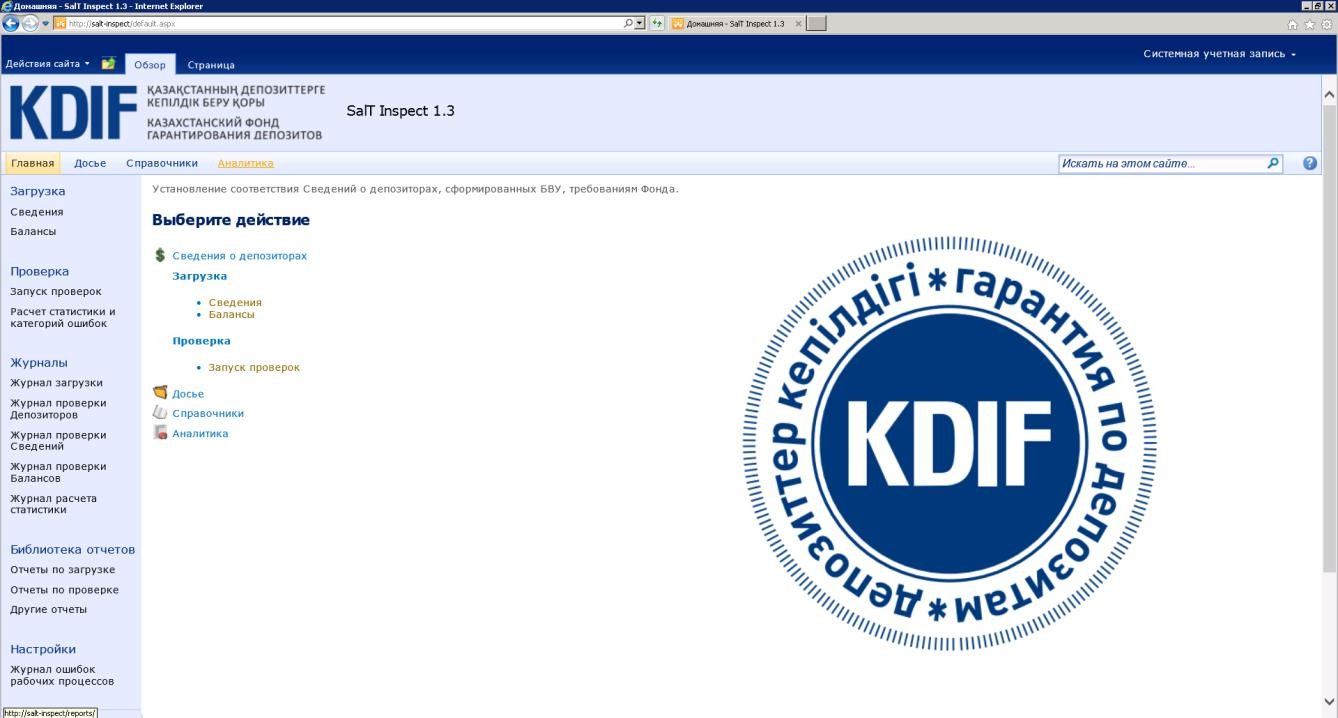 Домашняя - SalT Inspect 1.3 - Internet Explorer
http://salt-inspect/default.aspx
Домашняя - SalT Inspect 1.3
Действия сайта
Обзор
Страница
Системная учетная запись
KDIF
ҚАЗАҚСТАННЫҢ ДЕПОЗИТТЕРГЕ
КЕПІЛДІК БЕРУ ҚОРЫ
КАЗАХСТАНСКИЙ ФОНД
ГАРАНТИРОВАНИЯ ДЕПОЗИТОВ
SalT Inspect 1.3
Главная
Досье
Справочники
Аналитика
Искать на этом сайте...
Загрузка
Сведения
Балансы
Проверка
Запуск проверок
Расчет статистики и
категорий ошибок
Журналы
Журнал загрузки
Журнал проверки
Депозиторов
Журнал проверки
Сведений
Журнал проверки
Балансов
Журнал расчета
статистики
Библиотека отчетов
Отчеты по загрузке
Отчеты по проверке
Другие отчеты
Настройки
Журнал ошибок
рабочих процессов
http://salt-inspect/reports/
Установление соответствия Сведений о депозиторах, сформированных БВУ, требованиям Фонда.
Выберите действие
Сведения о депозиторах
Загрузка
• Сведения
• Балансы
Проверка
• Запуск проверок
Досье
Справочники
Аналитика
депозиттер кепілдігі * гарантия по депозитам *
KDIF